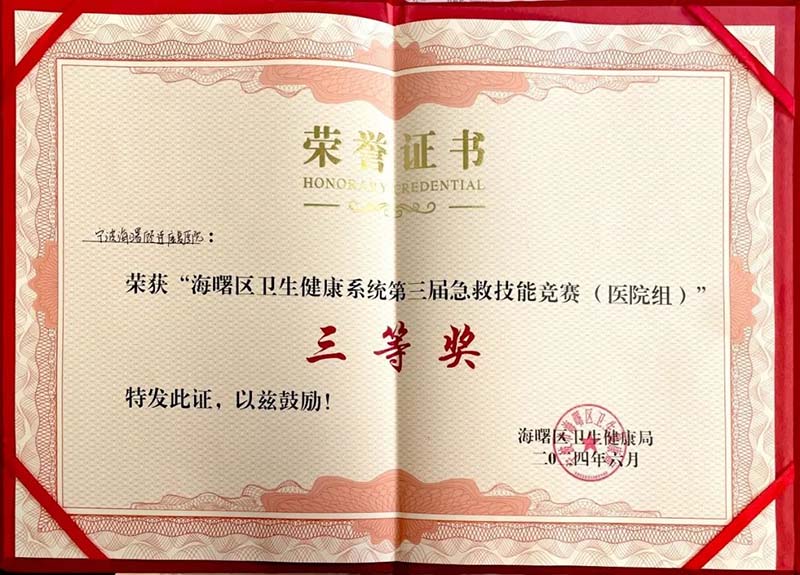 荣誉证书
HONORARY CREDENTIAL
宁波海曙颐康医院：
荣获“海曙区卫生健康系统第三届急救技能竞赛（医院组）”
三等奖
特发此证，以兹鼓励！
海曙区卫生健康局
二〇二四年六月